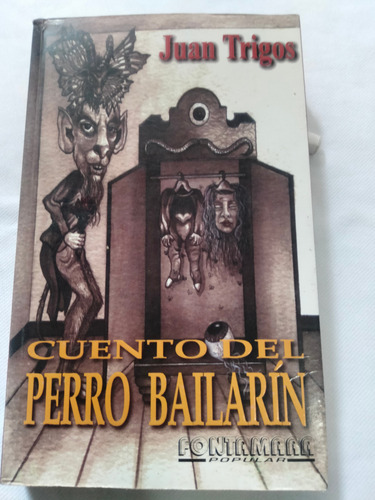 Juan Trigos
CUENTO DEL
PERRO BAILARÍN
FONTAMARA
POPULAR